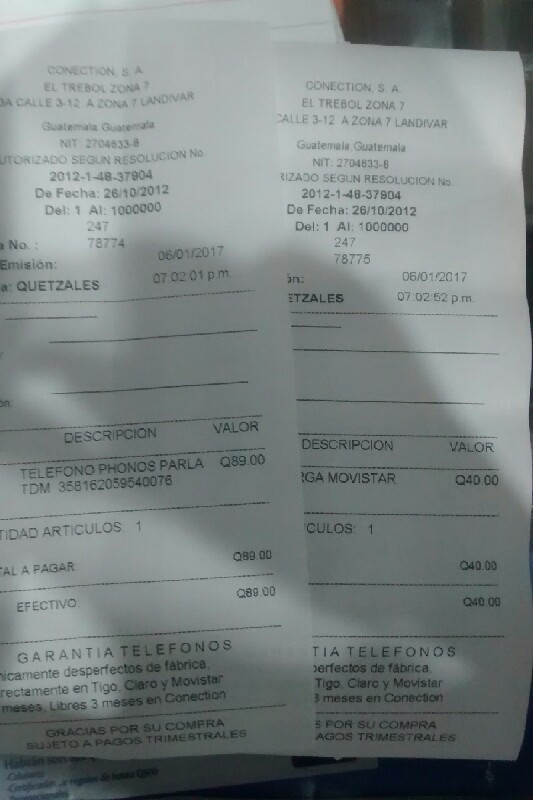 CONECTION, S. A.
EL TREBOL ZONA 7
CALLE 3-12 A ZONA 7 LANDIVAR
Guatemala, Guatemala
NIT: 2704633-8
UTORIZADO SEGUN RESOLUCION No.
2012-1-48-37904
De Fecha: 26/10/2012
Del: 1 Al: 1000000
247
No. : 78774
Emisión: 06/01/2017
a: QUETZALES 07:02:01 p.m.
DESCRIPCION VALOR
TELEFONO PHONOS PARLA Q89.00
TDM 358162059540076
TIDAD ARTICULOS: 1
TAL A PAGAR: Q89.00
EFECTIVO: Q89.00
GARANTIA TELEFONOS
nicamente desperfectos de fábrica,
rectamente en Tigo, Claro y Movistar
meses, Libres 3 meses en Conection
GRACIAS POR SU COMPRA
SUJETO A PAGOS TRIMESTRALES
CONECTION, S. A.
EL TREBOL ZONA 7
CALLE 3-12 A ZONA 7 LANDIVAR
Guatemala, Guatemala
NIT: 2704633-8
RIZADO SEGUN RESOLUCION No.
2012-1-48-37904
De Fecha: 26/10/2012
Del: 1 Al: 1000000
247
78775
ón: 06/01/2017
ETZALES 07:02:52 p.m.
DESCRIPCION VALOR
RGA MOVISTAR Q40.00
CULOS: 1
Q40.00
Q40.00
TIA TELEFONOS
perfectos de fábrica,
Tigo, Claro y Movistar
3 meses en Conection
S POR SU COMPRA
AGOS TRIMESTRALES